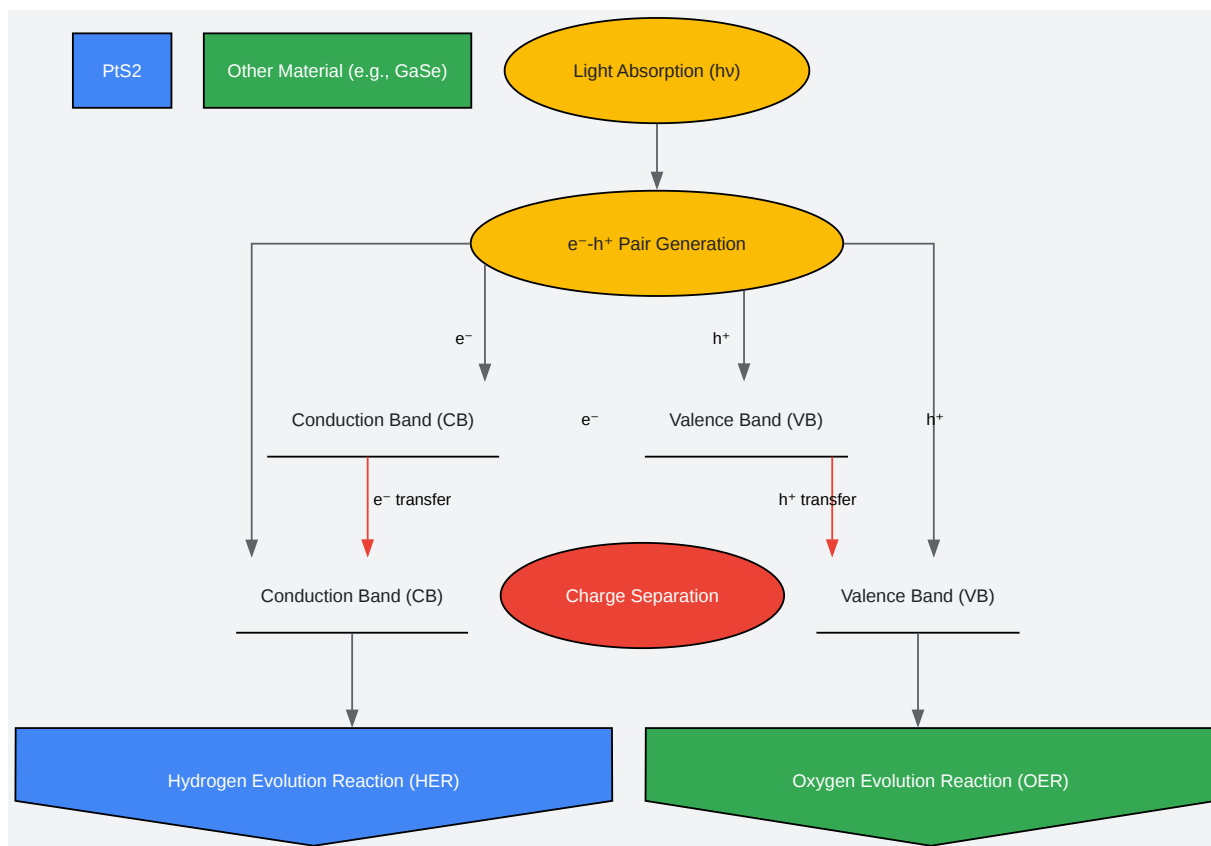 PtS2
Other Material (e.g., GaSe)
Light Absorption (hν)
e⁻-h⁺ Pair Generation
e⁻
h⁺
Conduction Band (CB)
e⁻
Valence Band (VB)
h⁺
e⁻ transfer
h⁺ transfer
Conduction Band (CB)
Charge Separation
Valence Band (VB)
Hydrogen Evolution Reaction (HER)
Oxygen Evolution Reaction (OER)